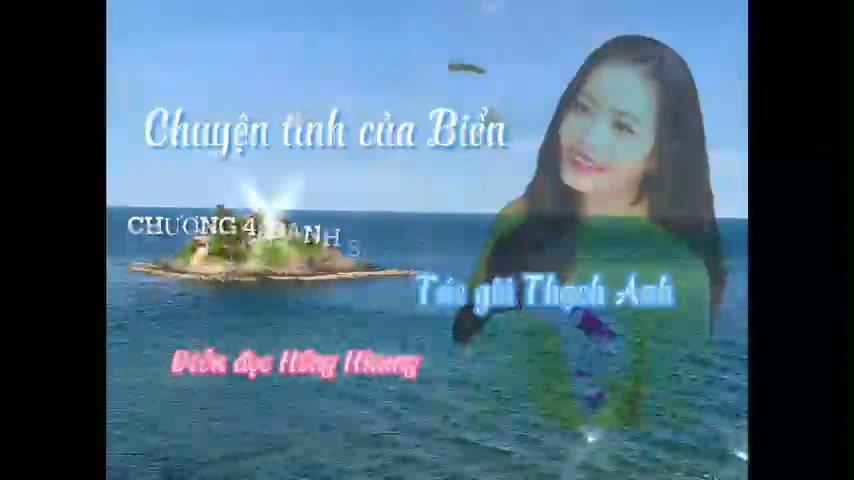 Chuyện tình của Biển
CHƯƠNG 4
Tác giả Thạch Anh
Diễn đọc Hồng Nhung